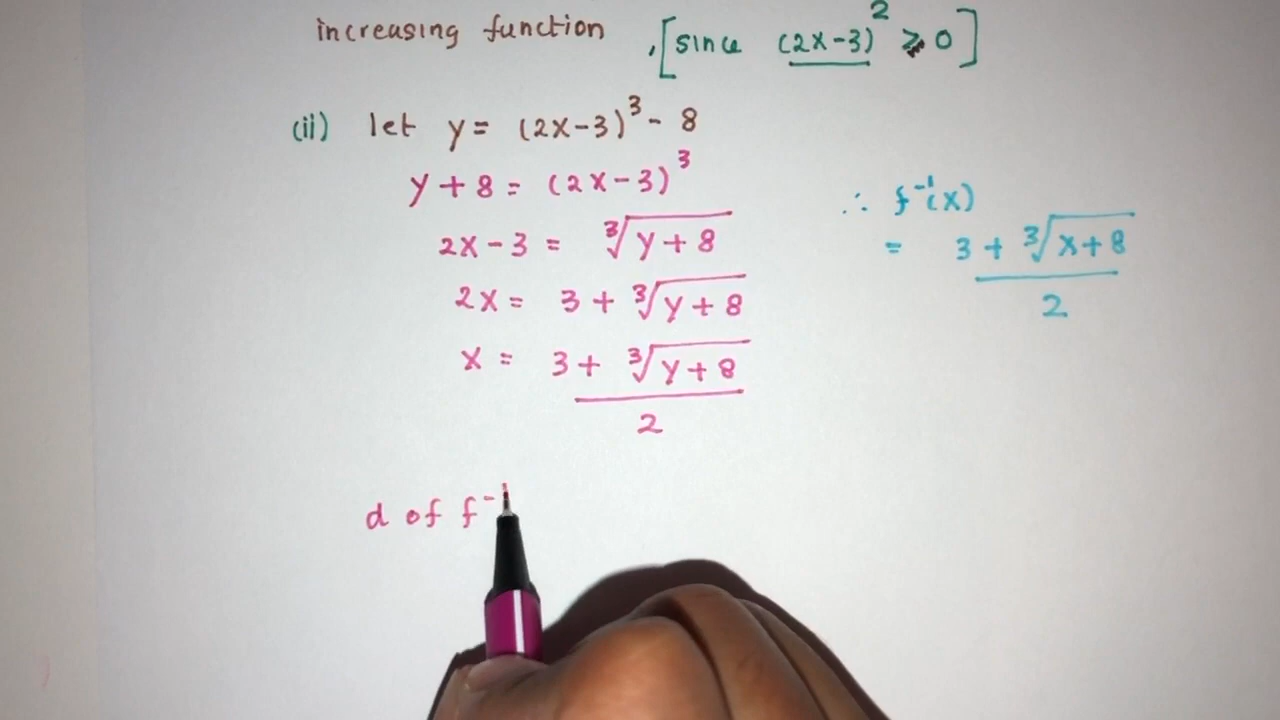 increasing function , [since (2x-3)² ≥ 0]
(ii) let y = (2x-3)³ - 8
y + 8 = (2x-3)³
2x - 3 = ∛(y+8)
2x = 3 + ∛(y+8)
x = 3 + ∛(y+8)
2
∴ f⁻¹(x)
= 3 + ∛(x+8)
2
d of f⁻¹